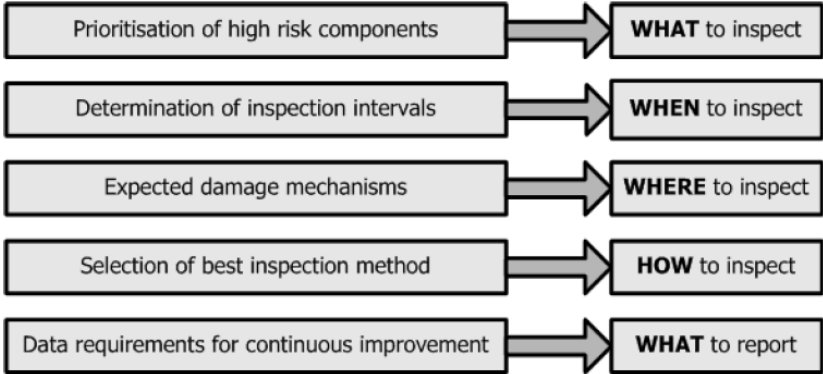 Prioritisation of high risk components WHAT to inspect
Determination of inspection intervals WHEN to inspect
Expected damage mechanisms WHERE to inspect
Selection of best inspection method HOW to inspect
Data requirements for continuous improvement WHAT to report